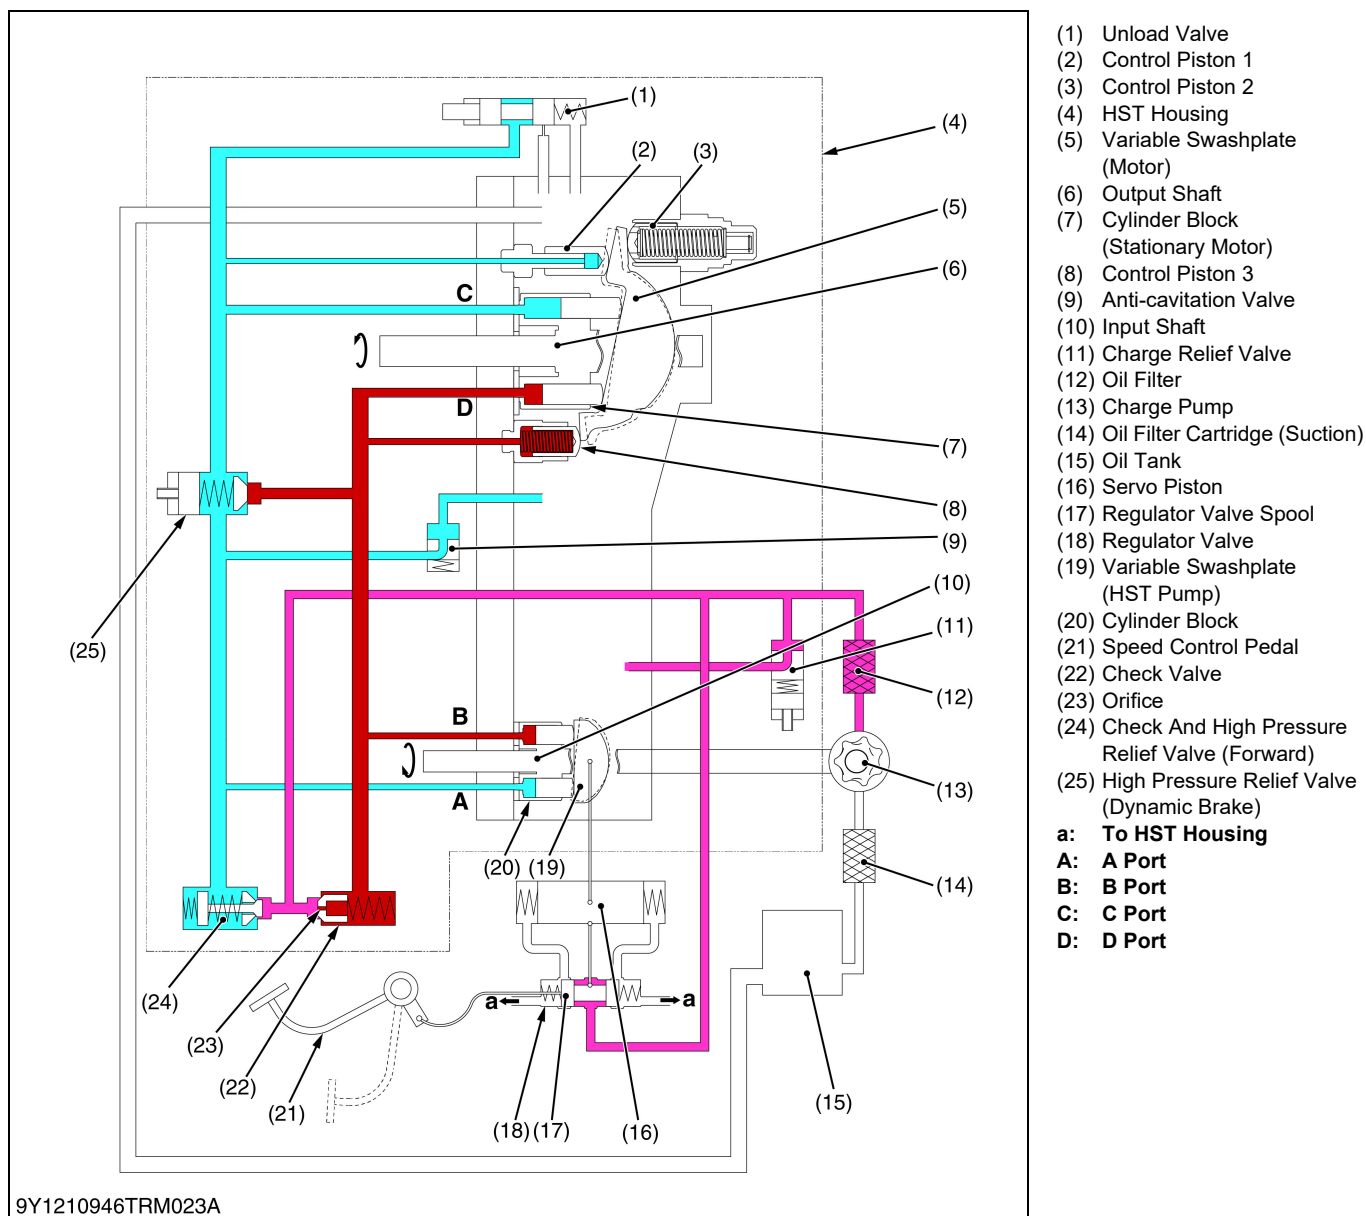 (1)
(4)
(2)
(3)
(5)
(6)
C
D
(7)
(8)
(9)
(10)
(25)
(11)
(12)
B
A
(13)
(20)
(19)
(14)
a
a
(24)
(23)
(22)
(21)
(18)
(17)
(16)
(15)
9Y1210946TRM023A
(1) Unload Valve
(2) Control Piston 1
(3) Control Piston 2
(4) HST Housing
(5) Variable Swashplate
(Motor)
(6) Output Shaft
(7) Cylinder Block
(Stationary Motor)
(8) Control Piston 3
(9) Anti-cavitation Valve
(10) Input Shaft
(11) Charge Relief Valve
(12) Oil Filter
(13) Charge Pump
(14) Oil Filter Cartridge (Suction)
(15) Oil Tank
(16) Servo Piston
(17) Regulator Valve Spool
(18) Regulator Valve
(19) Variable Swashplate
(HST Pump)
(20) Cylinder Block
(21) Speed Control Pedal
(22) Check Valve
(23) Orifice
(24) Check And High Pressure
Relief Valve (Forward)
(25) High Pressure Relief Valve
(Dynamic Brake)
a: To HST Housing
A: A Port
B: B Port
C: C Port
D: D Port